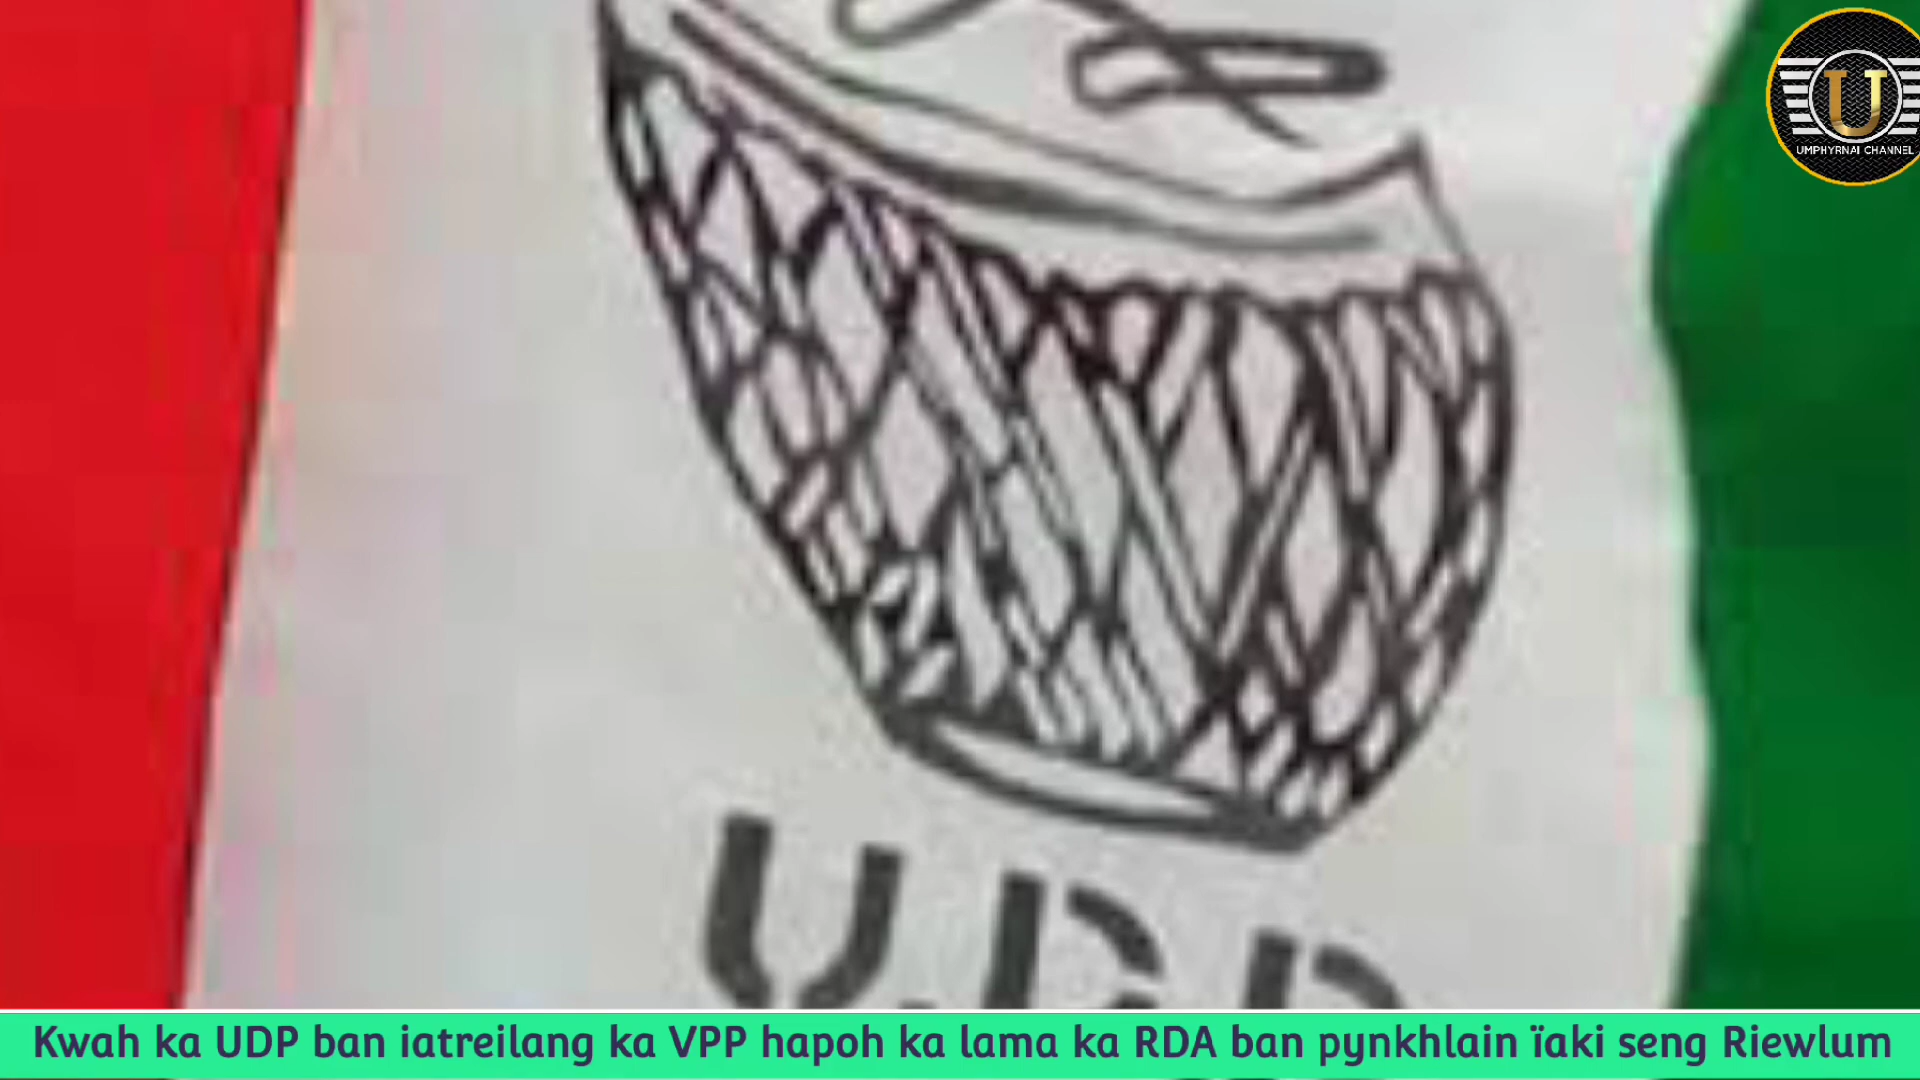 U
UMPHYRNAI CHANNEL
U.D.P
Kwah ka UDP ban iatreilang ka VPP hapoh ka lama ka RDA ban pynkhlain ïaki seng Riewlum